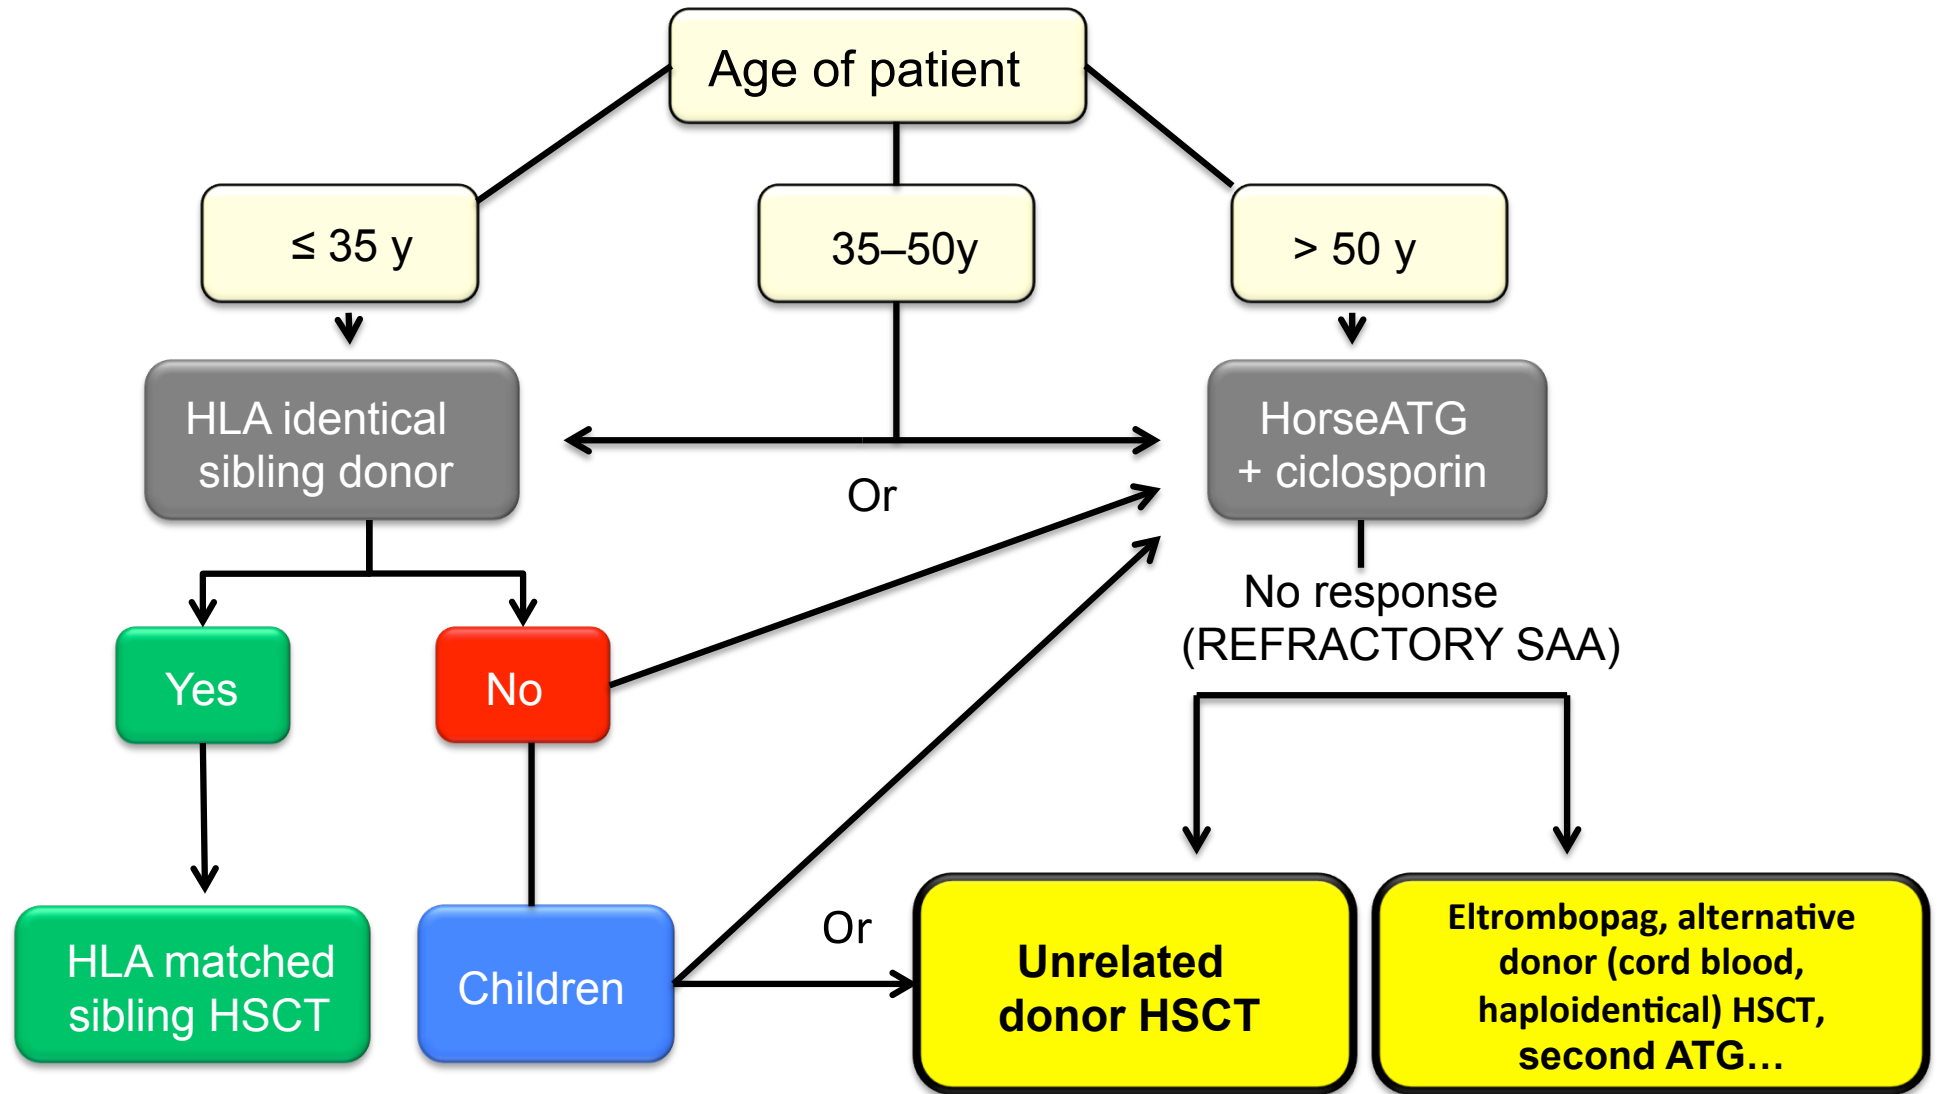 Age of patient
≤ 35 y
35–50y
> 50 y
HLA identical
sibling donor
HorseATG
+ ciclosporin
Or
No response
(REFRACTORY SAA)
Yes
No
HLA matched
sibling HSCT
Children
Or
Unrelated
donor HSCT
Eltrombopag, alternative
donor (cord blood,
haploidentical) HSCT,
second ATG...